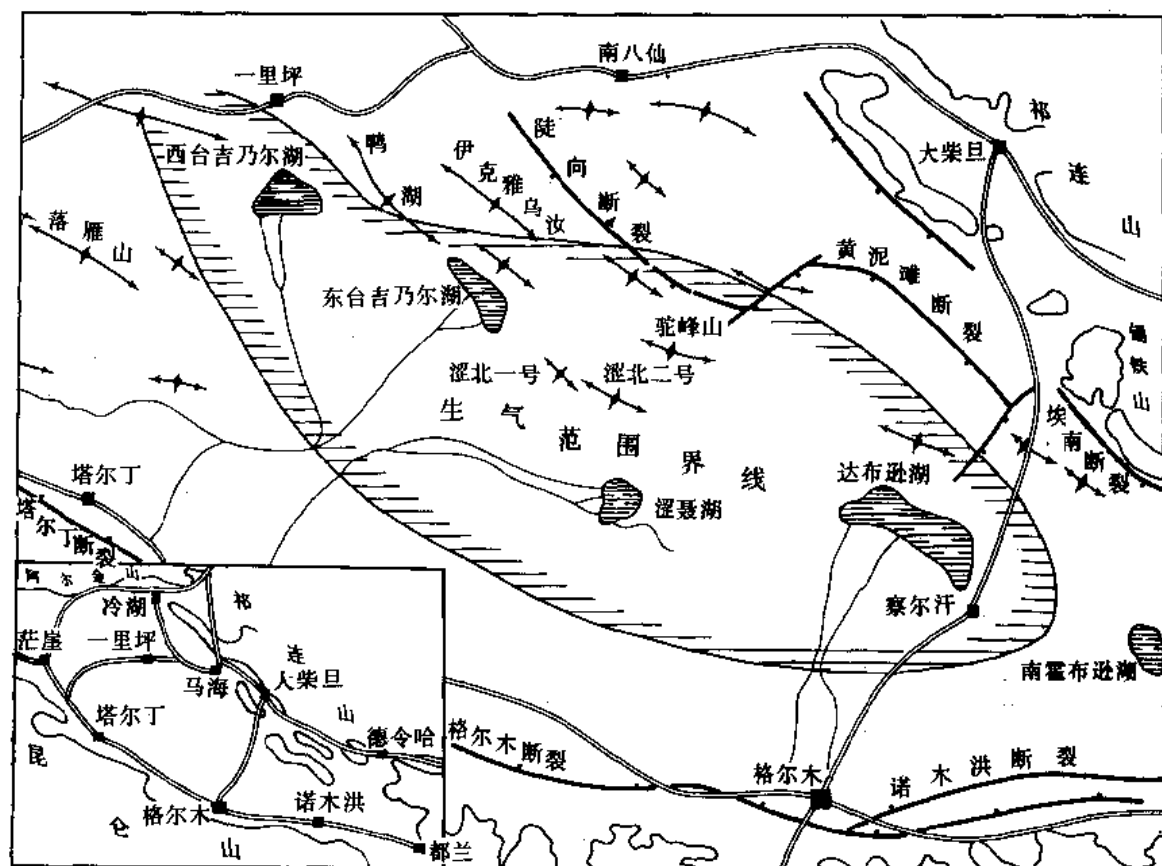 南八仙
一里坪
祁连山
大柴旦
西台吉乃尔湖
鸭湖
伊克雅乌汝
陡向断裂
落雁山
黄泥滩断裂
东台吉乃尔湖
驼峰山
锡铁山
涩北一号
涩北二号
生气范围界线
埃南断裂
塔尔丁
达布逊湖
涩聂湖
塔尔丁断裂
察尔汗
南霍布逊湖
格尔木断裂
格尔木
诺木洪断裂
阿尔金山
冷湖
祁连山
茫崖
一里坪
马海
大柴旦
塔尔丁
德令哈
昆仑山
格尔木
诺木洪
都兰